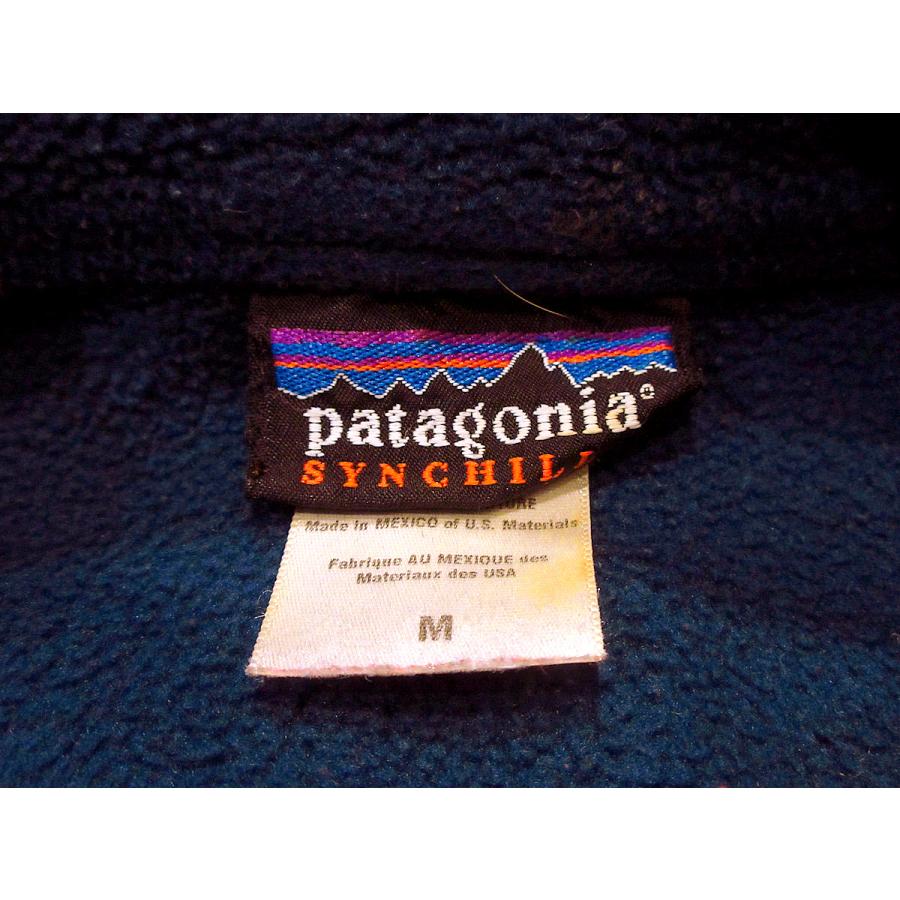 patagonia®
SYNCHIL
Made in MEXICO of U.S. Materials
Fabrique AU MEXIQUE des
Materiaux des USA
M